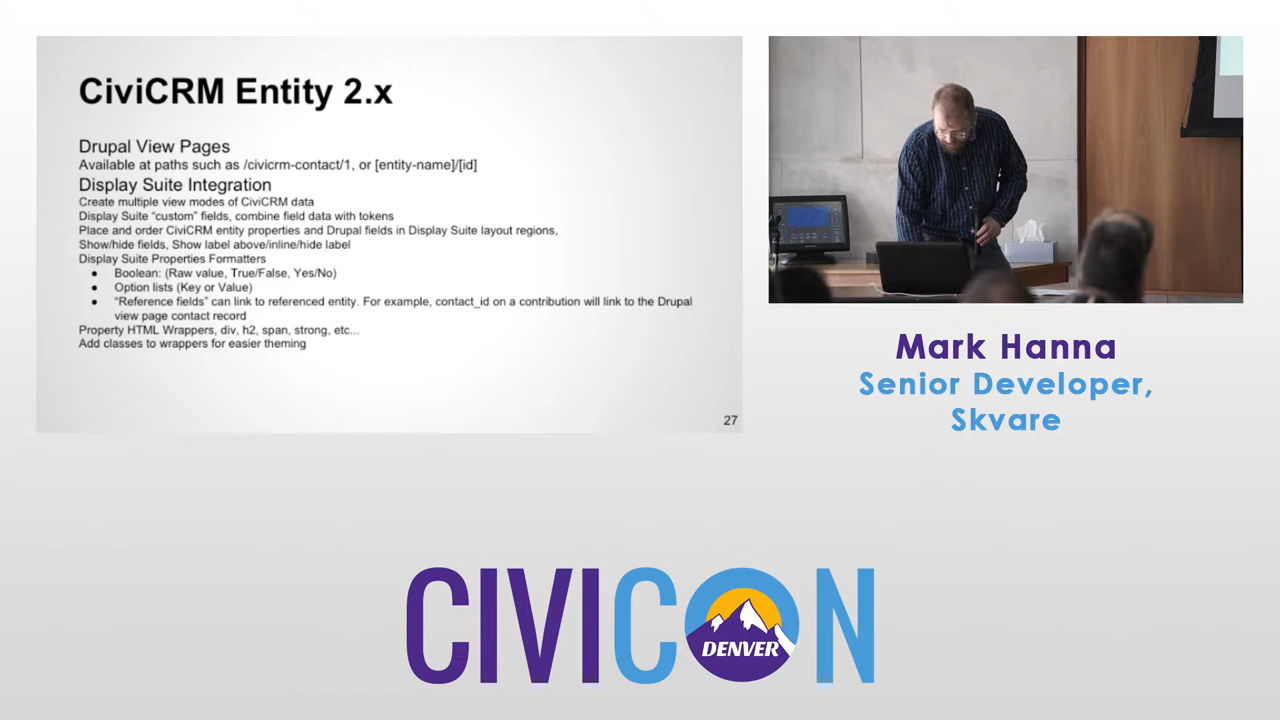 CiviCRM Entity 2.x
Drupal View Pages
Available at paths such as /civicrm-contact/1, or [entity-name]/[id]
Display Suite Integration
Create multiple view modes of CiviCRM data
Display Suite “custom” fields, combine field data with tokens
Place and order CiviCRM entity properties and Drupal fields in Display Suite layout regions,
Show/hide fields, Show label above/inline/hide label
Display Suite Properties Formatters
● Boolean: (Raw value, True/False, Yes/No)
● Option lists (Key or Value)
● “Reference fields” can link to referenced entity. For example, contact_id on a contribution will link to the Drupal
view page contact record
Property HTML Wrappers, div, h2, span, strong, etc...
Add classes to wrappers for easier theming
27
Mark Hanna
Senior Developer,
Skvare
CIVICON
DENVER